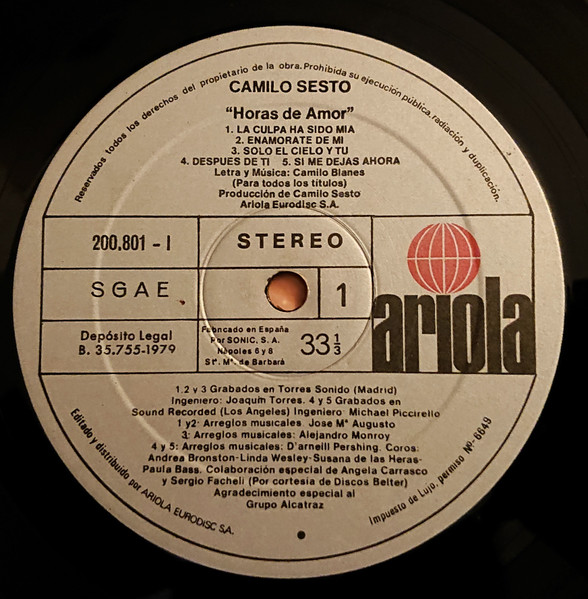 Reservados todos los derechos del propietario de la obra. Prohibida su ejecución pública, radiación y duplicación.
CAMILO SESTO
"Horas de Amor"
1. LA CULPA HA SIDO MIA
2. ENAMORATE DE MI
3. SOLO EL CIELO Y TU
4. DESPUES DE TI 5. SI ME DEJAS AHORA
Letra y Música: Camilo Blanes
(Para todos los títulos)
Producción de Camilo Sesto
Ariola Eurodisc S.A.
200.801 - I
STEREO
SGAE
1
ariola
Depósito Legal
B. 35.755-1979
Fabricado en España
Por SONIC, S. A.
Nápoles 6 y 8
Stª. Mª. de Barbará
33 1/3
1,2 y 3 Grabados en Torres Sonido (Madrid)
Ingeniero: Joaquín Torres. 4 y 5 Grabados en
Sound Recorded (Los Angeles) Ingeniero Michael Piccirello
1 y 2: Arreglos musicales. Jose Mª Augusto
3: Arreglos musicales: Alejandro Monroy
4 y 5: Arreglos musicales: D'arneill Pershing. Coros:
Andrea Bronston-Linda Wesley-Susana de las Heras-
Paula Bass. Colaboración especial de Angela Carrasco
y Sergio Facheli (Por cortesía de Discos Belter)
Agradecimiento especial al
Grupo Alcatraz
Editado y distribuido por ARIOLA EURODISC S.A.
Impuesto de Lujo, permiso Nº. 6649